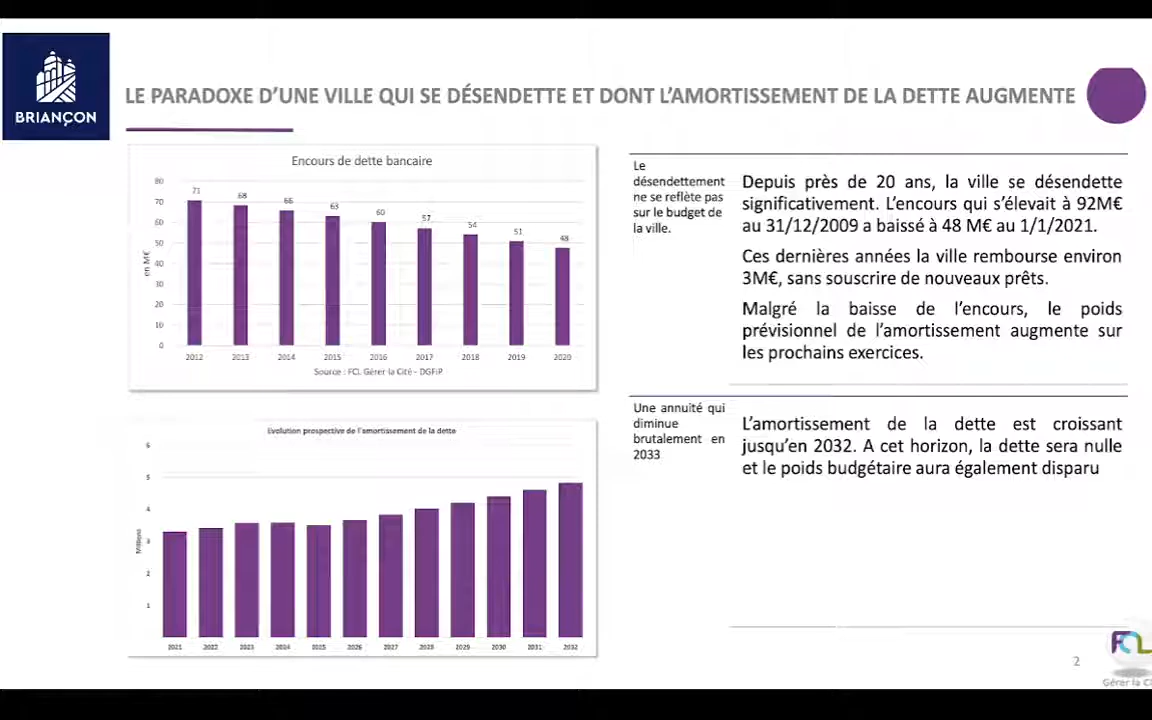 BRIANÇON
LE PARADOXE D'UNE VILLE QUI SE DÉSENDETTE ET DONT L'AMORTISSEMENT DE LA DETTE AUGMENTE
Encours de dette bancaire
80
70
60
50
40
30
20
10
0
en M€
71
68
66
63
60
57
54
51
48
2012 2013 2014 2015 2016 2017 2018 2019 2020
Source : FCL Gérer la Cité - DGFiP
Le
désendettement
ne se reflète pas
sur le budget de
la ville.
Depuis près de 20 ans, la ville se désendette
significativement. L'encours qui s'élevait à 92M€
au 31/12/2009 a baissé à 48 M€ au 1/1/2021.
Ces dernières années la ville rembourse environ
3M€, sans souscrire de nouveaux prêts.
Malgré la baisse de l'encours, le poids
prévisionnel de l'amortissement augmente sur
les prochains exercices.
Evolution prospective de l'amortissement de la dette
6
5
4
3
2
1
Millions
2021 2022 2023 2024 2025 2026 2027 2028 2029 2030 2031 2032
Une annuité qui
diminue
brutalement en
2033
L'amortissement de la dette est croissant
jusqu'en 2032. A cet horizon, la dette sera nulle
et le poids budgétaire aura également disparu
2
FCL
Gérer la